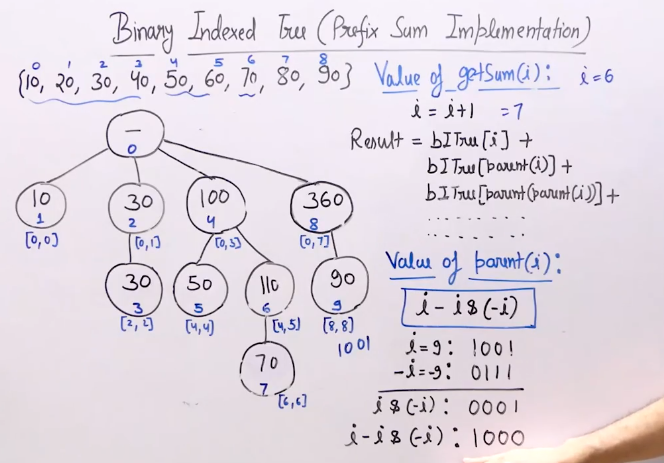 Binary Indexed Tree (Prefix Sum Implementation)
0 1 2 3 4 5 6 7 8
{10, 20, 30, 40, 50, 60, 70, 80, 90}
Value of getSum(i): i=6
i = i+1 =7
Result = bITree[i] +
bITree[parent(i)] +
bITree[parent(parent(i))] +
. . . . . . .
. . . . . .
—
0
10
1
[0,0]
30
2
[0,1]
100
4
[0,3]
360
8
[0,7]
30
3
[2,2]
50
5
[4,4]
110
6
[4,5]
90
9
[8,8]
1001
70
7
[6,6]
Value of parent(i):
i - i & (-i)
i=9: 1001
-i=-9: 0111
i & (-i): 0001
i-i & (-i): 1000